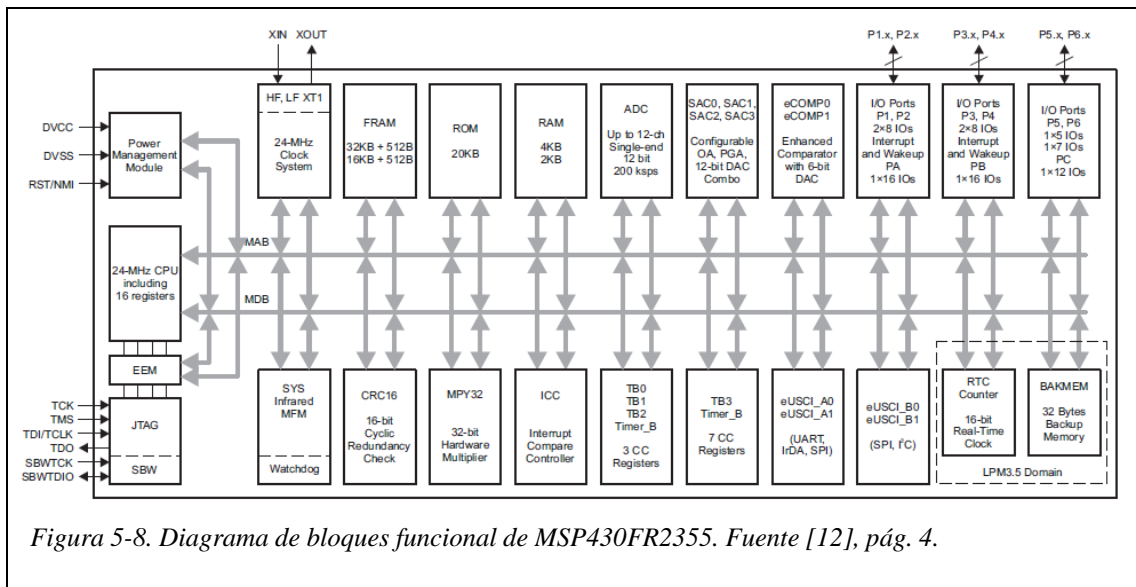 XIN XOUT
P1.x, P2.x
P3.x, P4.x
P5.x, P6.x
DVCC
DVSS
RST/NMI
Power
Management
Module
HF, LF XT1
24-MHz
Clock
System
FRAM
32KB + 512B
16KB + 512B
ROM
20KB
RAM
4KB
2KB
ADC
Up to 12-ch
Single-end
12 bit
200 ksps
SAC0, SAC1,
SAC2, SAC3
Configurable
OA, PGA,
12-bit DAC
Combo
eCOMP0
eCOMP1
Enhanced
Comparator
with 6-bit
DAC
I/O Ports
P1, P2
2×8 IOs
Interrupt
and Wakeup
PA
1×16 IOs
I/O Ports
P3, P4
2×8 IOs
Interrupt
and Wakeup
PB
1×16 IOs
I/O Ports
P5, P6
1×5 IOs
1×7 IOs
PC
1×12 IOs
MAB
24-MHz CPU
including
16 registers
MDB
EEM
TCK
TMS
TDI/TCLK
TDO
SBWTCK
SBWTDIO
JTAG
SBW
SYS
Infrared
MFM
Watchdog
CRC16
16-bit
Cyclic
Redundancy
Check
MPY32
32-bit
Hardware
Multiplier
ICC
Interrupt
Compare
Controller
TB0
TB1
TB2
Timer_B
3 CC
Registers
TB3
Timer_B
7 CC
Registers
eUSCI_A0
eUSCI_A1
(UART,
IrDA, SPI)
eUSCI_B0
eUSCI_B1
(SPI, I²C)
RTC
Counter
16-bit
Real-Time
Clock
BAKMEM
32 Bytes
Backup
Memory
LPM3.5 Domain
Figura 5-8. Diagrama de bloques funcional de MSP430FR2355. Fuente [12], pág. 4.